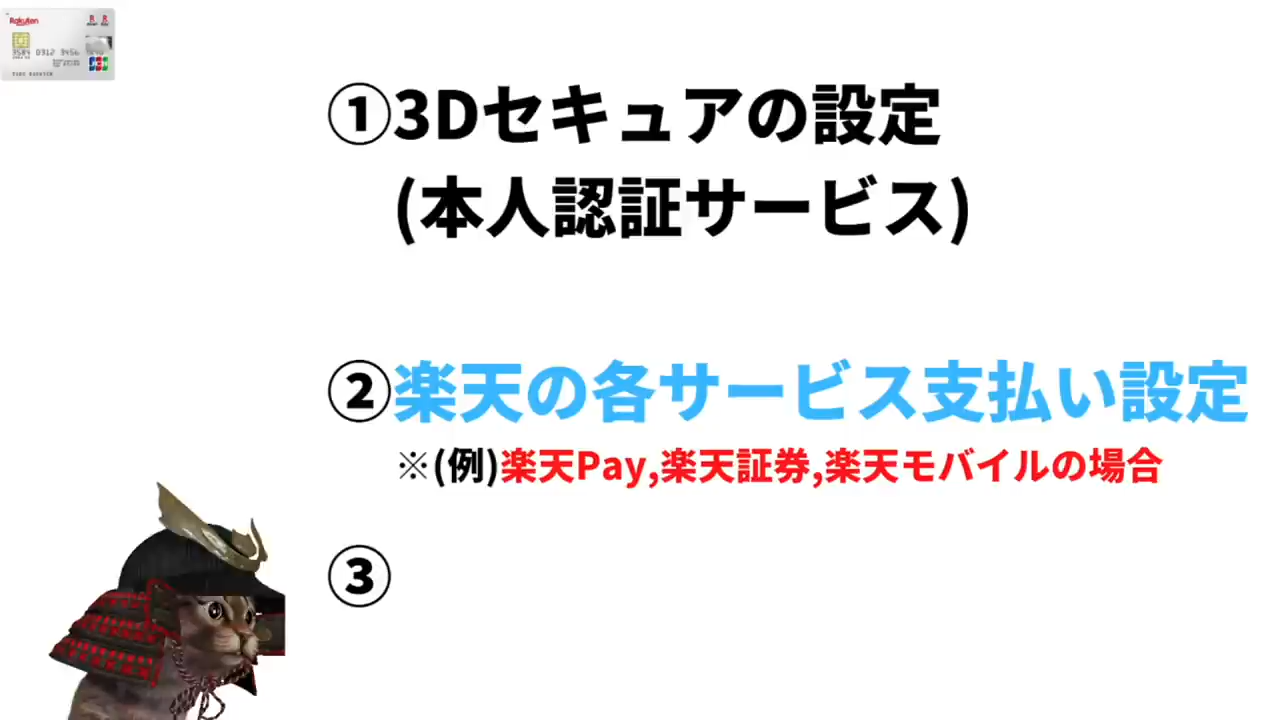 Rakuten
①3Dセキュアの設定
(本人認証サービス)
②楽天の各サービス支払い設定
※(例)楽天Pay,楽天証券,楽天モバイルの場合
③